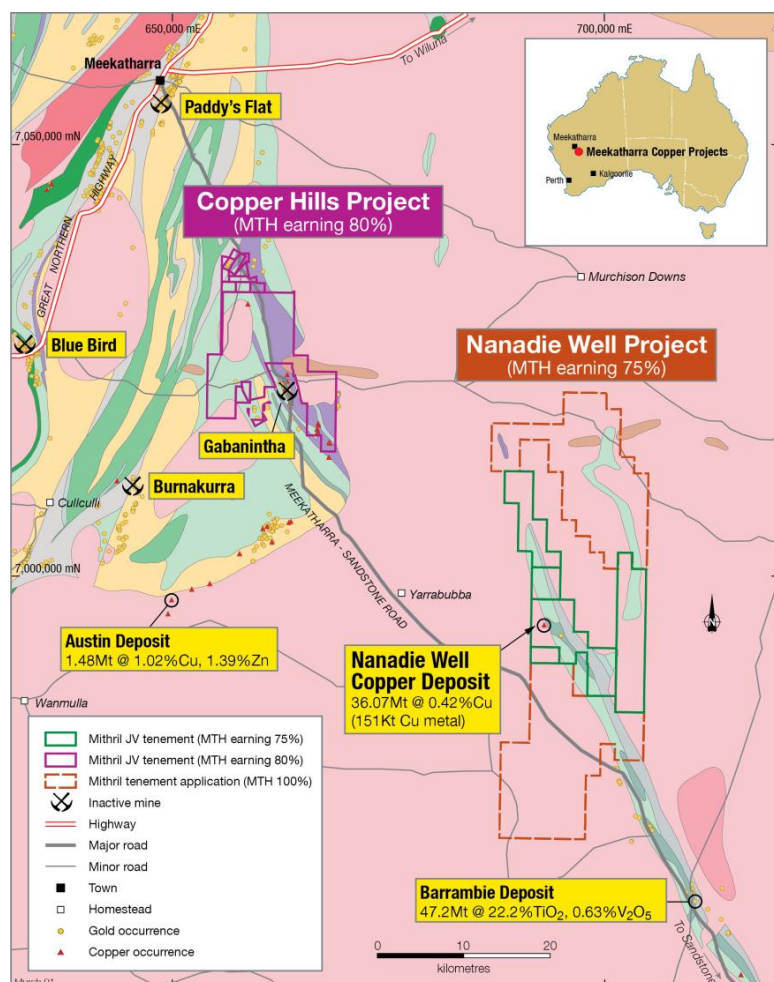 650,000 mE
700,000 mE
Meekatharra
To Wiluna
Paddy's Flat
7,050,000 mN
GREAT NORTHERN HIGHWAY
Copper Hills Project
(MTH earning 80%)
Meekatharra
Meekatharra Copper Projects
Perth
Kalgoorlie
Murchison Downs
Blue Bird
Nanadie Well Project
(MTH earning 75%)
Gabanintha
Burnakurra
Cullculli
MEEKATHARRA - SANDSTONE ROAD
7,000,000 mN
Yarrabubba
N
Austin Deposit
1.48Mt @ 1.02%Cu, 1.39%Zn
Nanadie Well
Copper Deposit
36.07Mt @ 0.42%Cu
(151Kt Cu metal)
Wanmulla
Mithril JV tenement (MTH earning 75%)
Mithril JV tenement (MTH earning 80%)
Mithril tenement application (MTH 100%)
Inactive mine
Highway
Major road
Minor road
Town
Homestead
Gold occurrence
Copper occurrence
Barrambie Deposit
47.2Mt @ 22.2%TiO₂, 0.63%V₂O₅
To Sandstone
0 10 20
kilometres